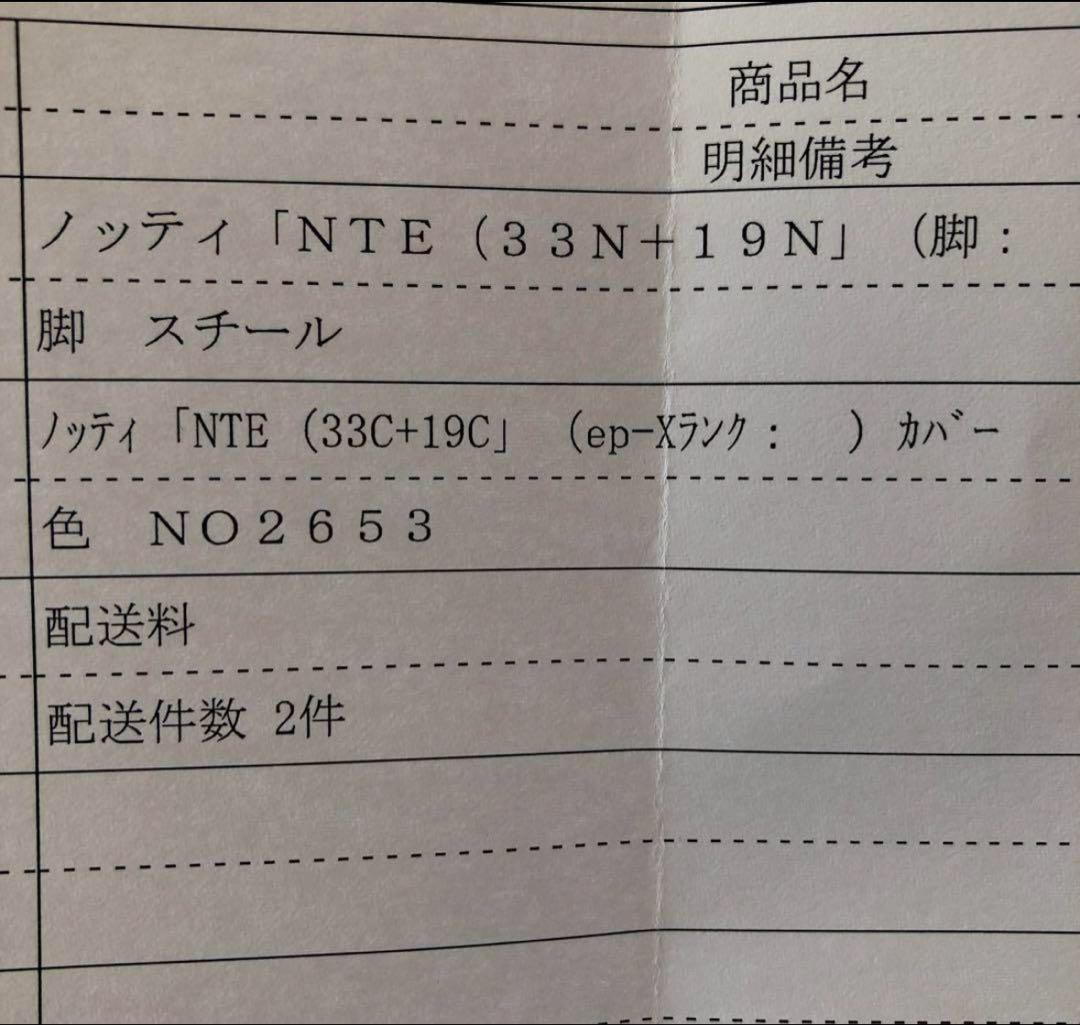 商品名
明細備考
ノッティ「ＮＴＥ（３３Ｎ＋１９Ｎ」（脚：
脚　スチール
ﾉｯﾃｨ「NTE（33C+19C」（ep-Xﾗﾝｸ：　）ｶﾊﾞｰ
色　ＮＯ２６５３
配送料
配送件数 2件